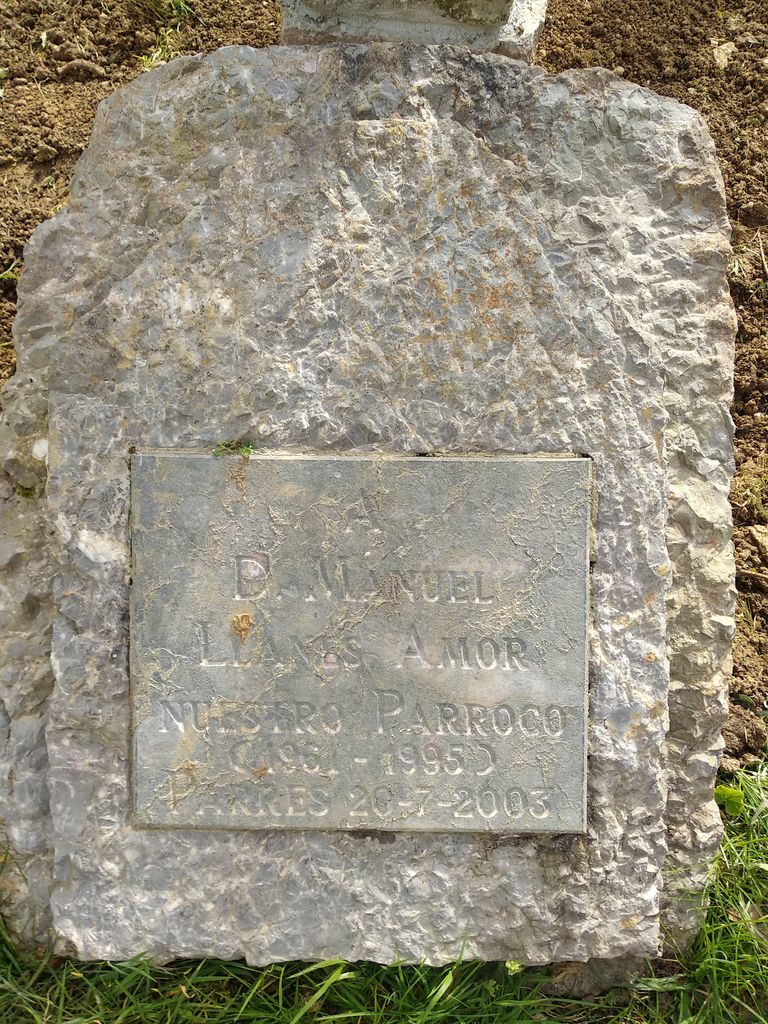 A
D. MANUEL
LLANES AMOR
NUESTRO PARROCO
(1951 - 1995)
PARRES 20-7-2003